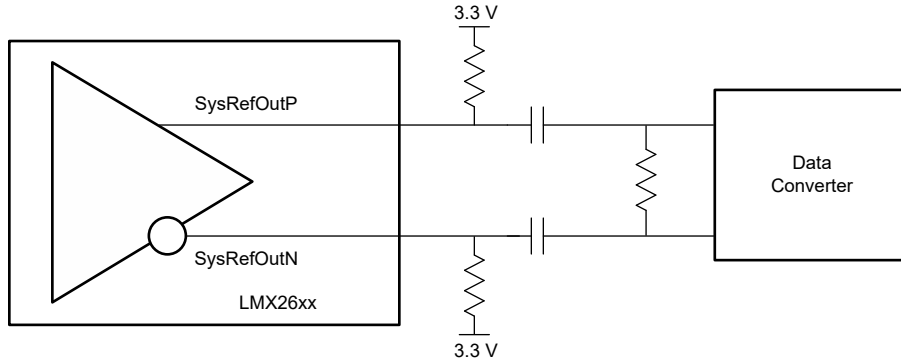 3.3 V
SysRefOutP
Data
Converter
SysRefOutN
LMX26xx
3.3 V